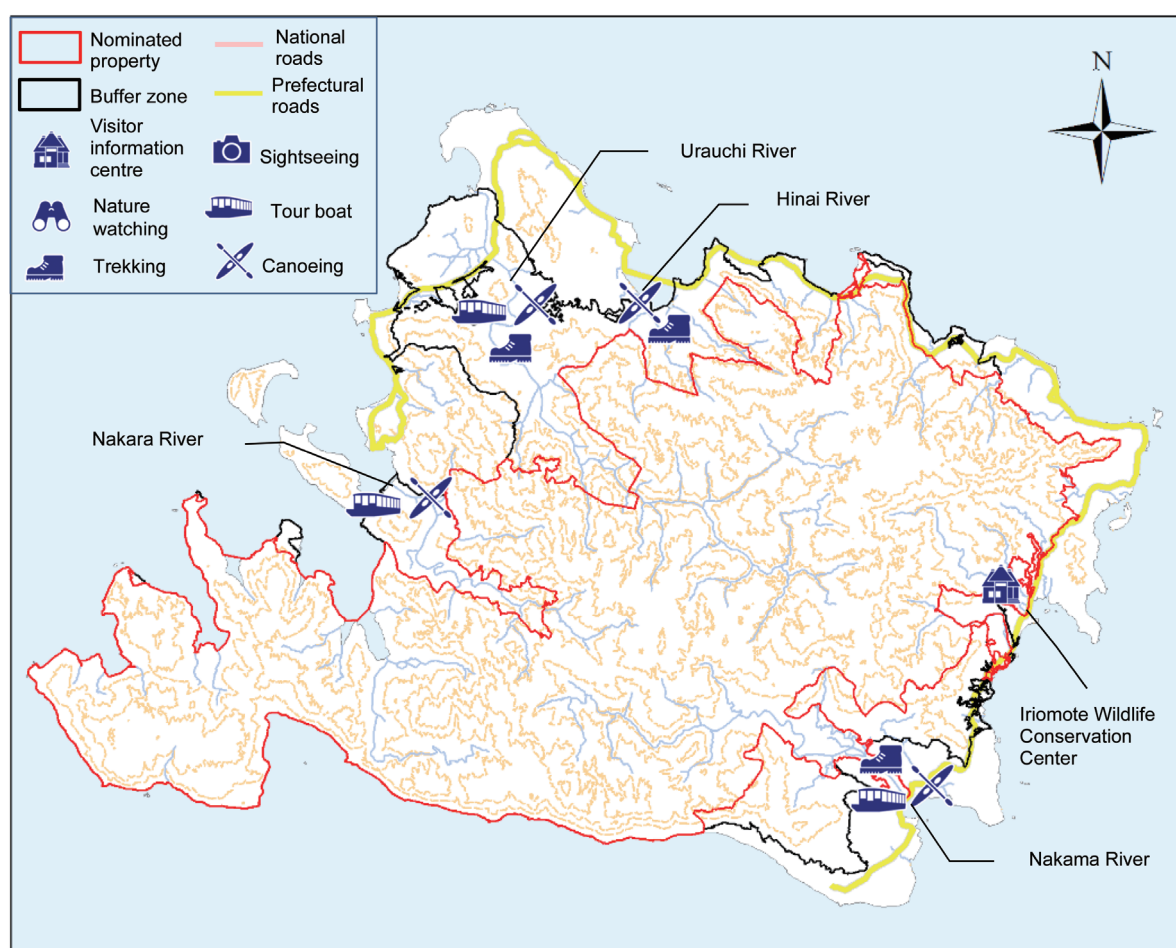 Nominated
property
National
roads
Buffer zone
Prefectural
roads
Visitor
information
centre
Sightseeing
Nature
watching
Tour boat
Trekking
Canoeing
N
Urauchi River
Hinai River
Nakara River
Iriomote Wildlife
Conservation
Center
Nakama River